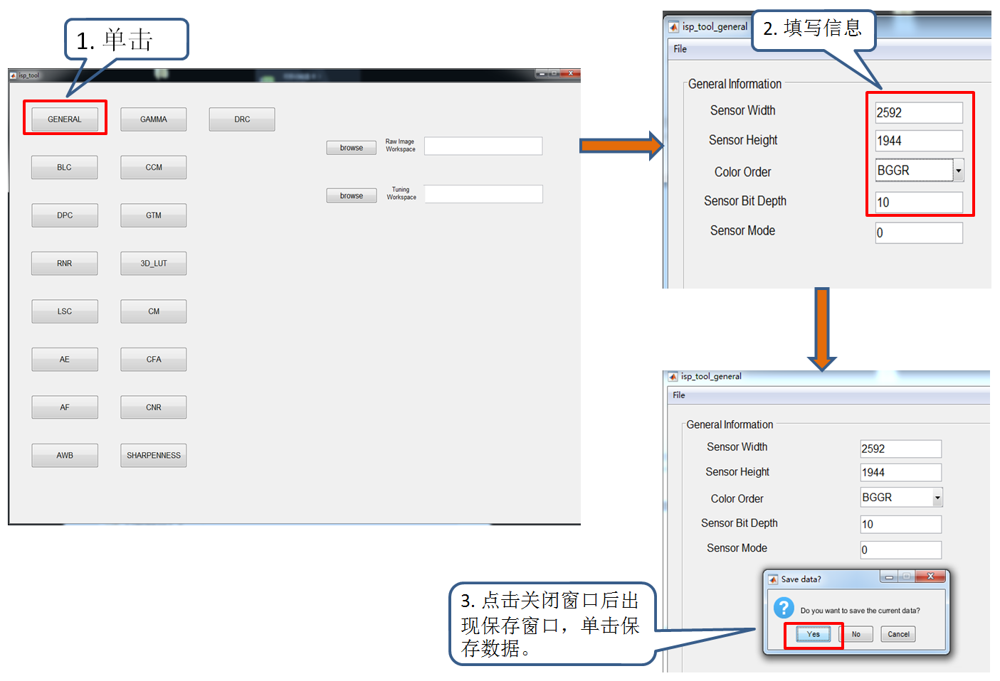 1. 单击
isp_tool
GENERAL
GAMMA
DRC
BLC
CCM
DPC
GTM
RNR
3D_LUT
LSC
CM
AE
CFA
AF
CNR
AWB
SHARPENNESS
browse
Raw Image
Workspace
browse
Tuning
Workspace
isp_tool_general
2. 填写信息
File
General Information
Sensor Width
2592
Sensor Height
1944
Color Order
BGGR
Sensor Bit Depth
10
Sensor Mode
0
isp_tool_general
File
General Information
Sensor Width
2592
Sensor Height
1944
Color Order
BGGR
Sensor Bit Depth
10
Sensor Mode
0
Save data?
Do you want to save the current data?
Yes
No
Cancel
3. 点击关闭窗口后出
现保存窗口，单击保
存数据。